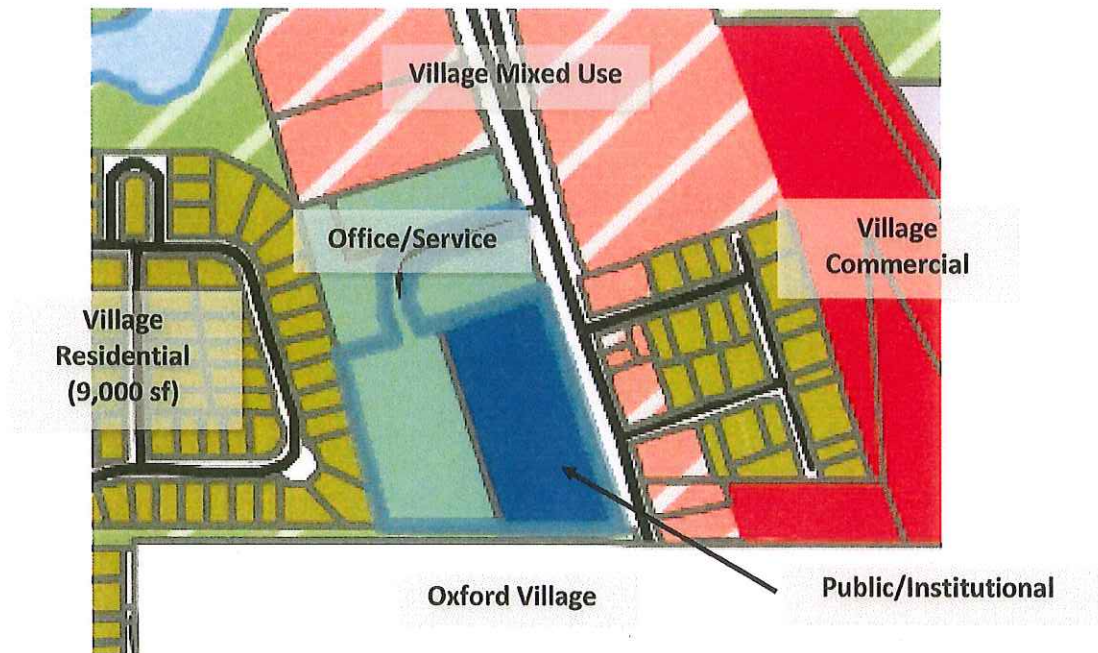 Village Mixed Use
Office/Service
Village
Commercial
Village
Residential
(9,000 sf)
Oxford Village
Public/Institutional